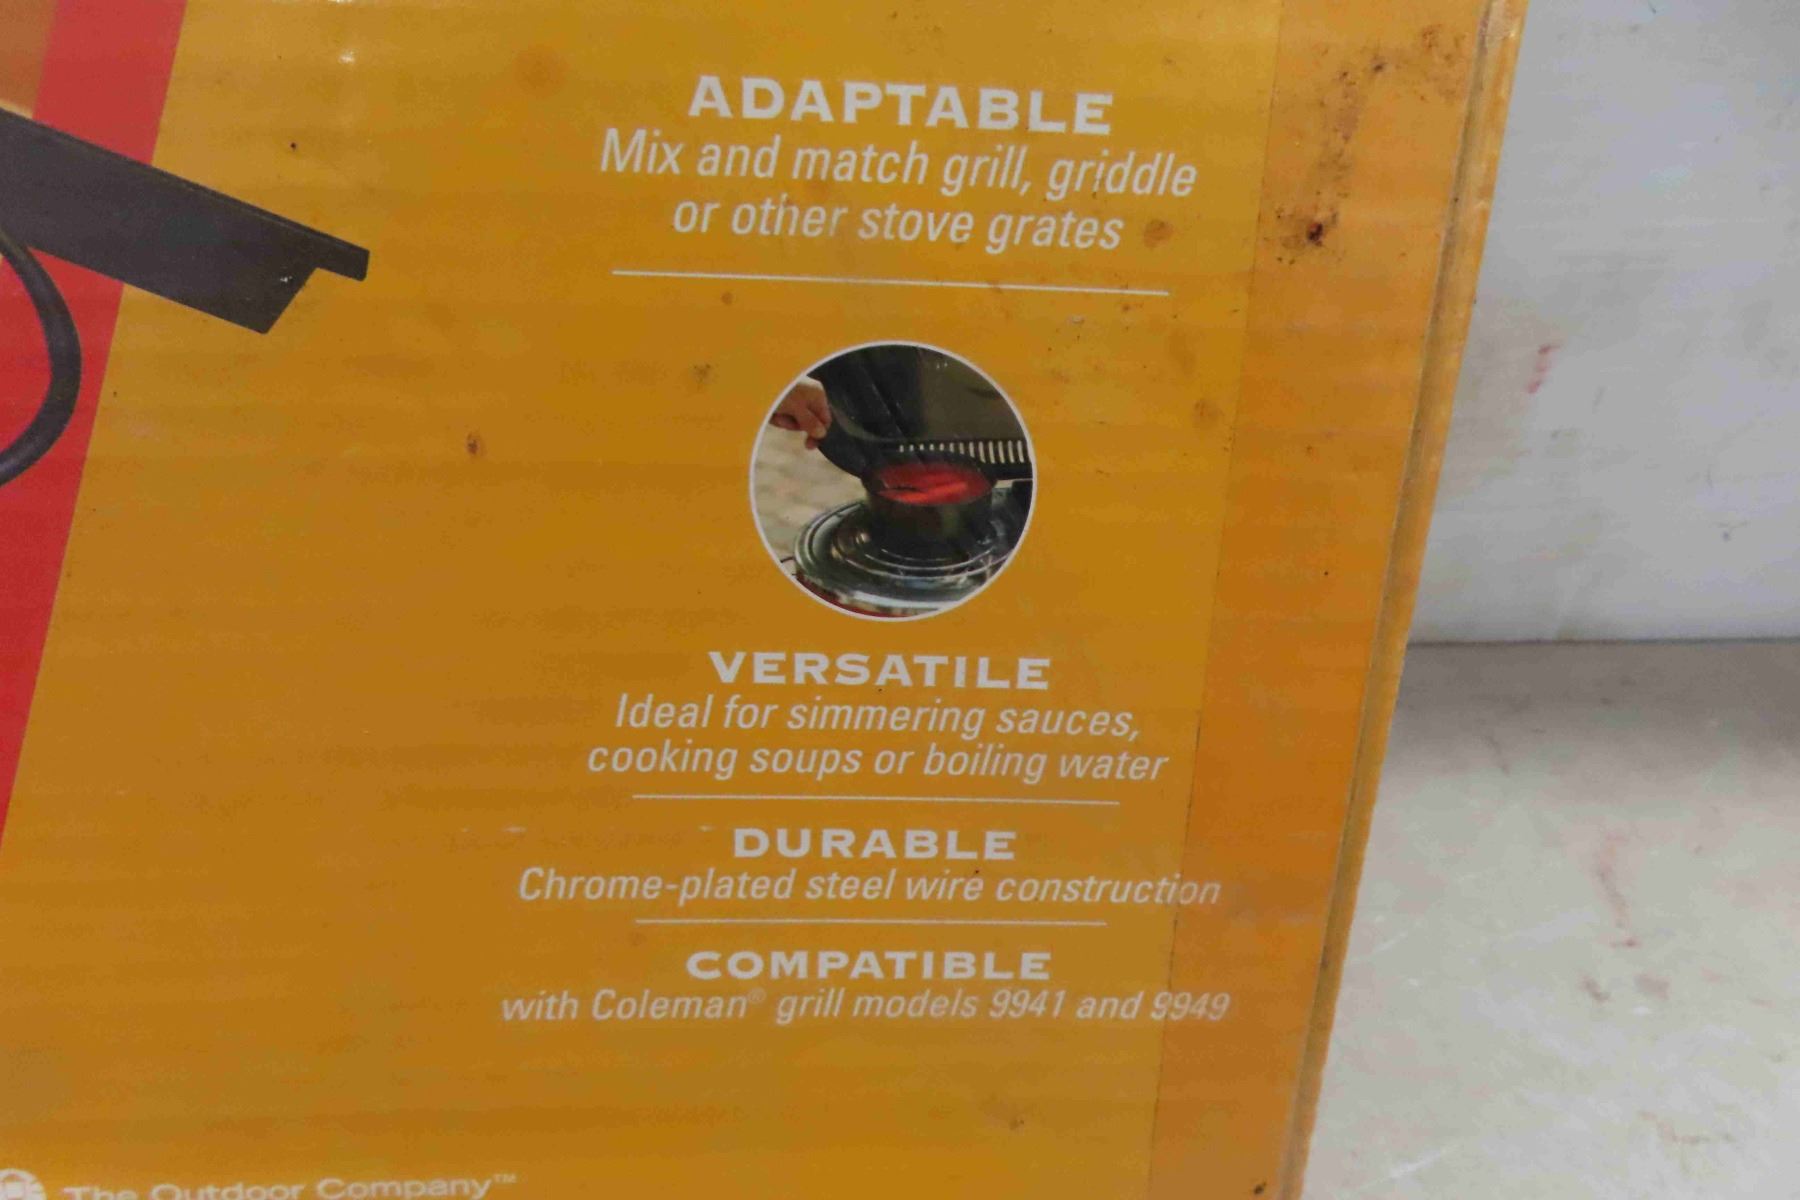 ADAPTABLE
Mix and match grill, griddle
or other stove grates
VERSATILE
Ideal for simmering sauces,
cooking soups or boiling water
DURABLE
Chrome-plated steel wire construction
COMPATIBLE
with Coleman® grill models 9941 and 9949
The Outdoor Company™